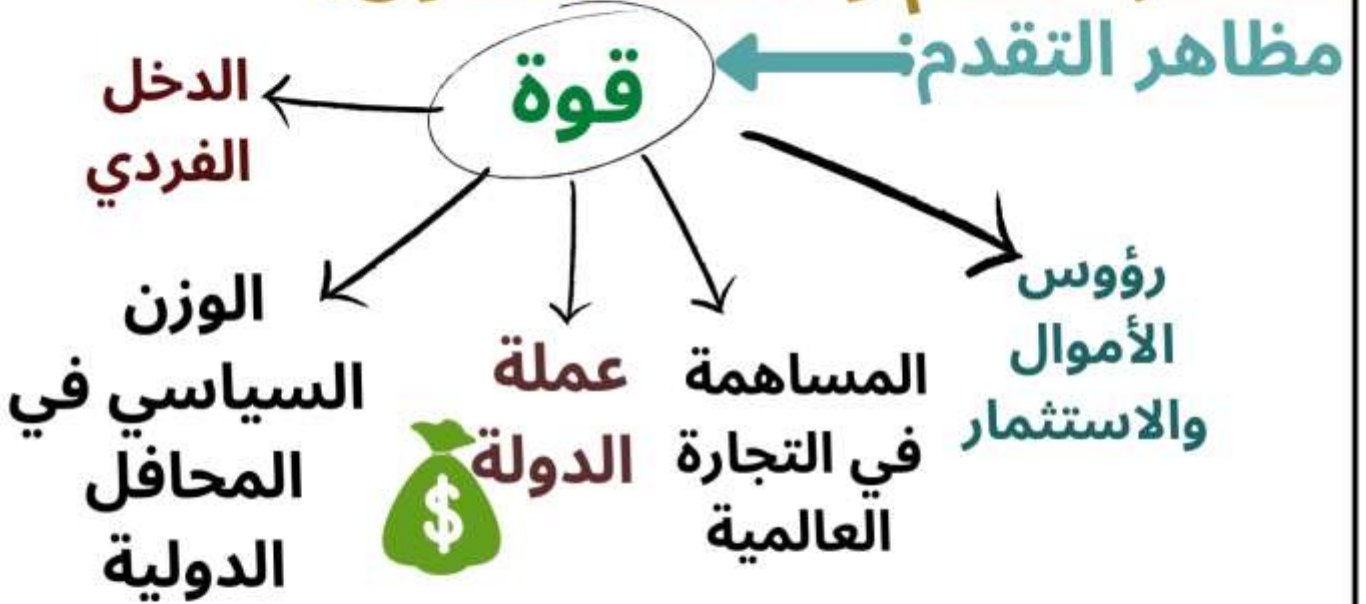 مظاهر التقدم:
قوة
رؤوس
الأموال
والاستثمار
المساهمة
في التجارة
العالمية
عملة
الدولة
$
الوزن
السياسي في
المحافل
الدولية
الدخل
الفردي